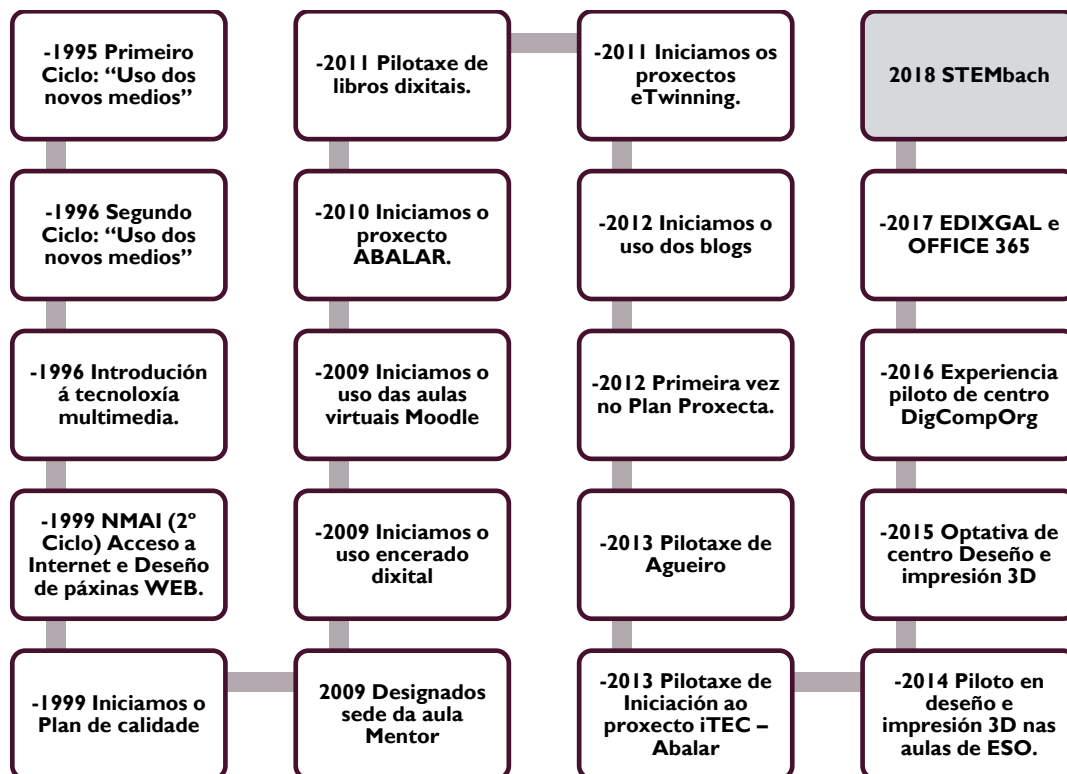 -1995 Primeiro
Ciclo: “Uso dos
novos medios”
-1996 Segundo
Ciclo: “Uso dos
novos medios”
-1996 Introdución
á tecnoloxía
multimedia.
-1999 NMAI (2º
Ciclo) Acceso a
Internet e Deseño
de páxinas WEB.
-1999 Iniciamos o
Plan de calidade
2009 Designados
sede da aula
Mentor
-2009 Iniciamos o
uso encerado
dixital
-2009 Iniciamos o
uso das aulas
virtuais Moodle
-2010 Iniciamos o
proxecto
ABALAR.
-2011 Pilotaxe de
libros dixitais.
-2011 Iniciamos os
proxectos
eTwinning.
-2012 Iniciamos o
uso dos blogs
-2012 Primeira vez
no Plan Proxecta.
-2013 Pilotaxe de
Agueiro
-2013 Pilotaxe de
Iniciación ao
proxecto iTEC –
Abalar
-2014 Piloto en
deseño e
impresión 3D nas
aulas de ESO.
-2015 Optativa de
centro Deseño e
impresión 3D
-2016 Experiencia
piloto de centro
DigCompOrg
-2017 EDIXGAL e
OFFICE 365
2018 STEMbach